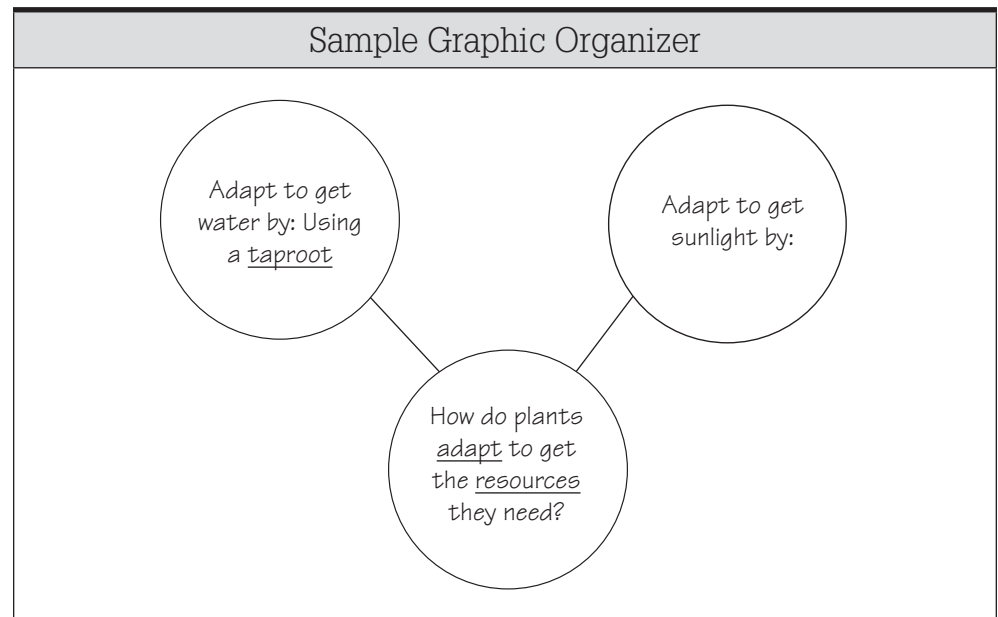 Sample Graphic Organizer
Adapt to get
water by: Using
a taproot
Adapt to get
sunlight by:
How do plants
adapt to get
the resources
they need?